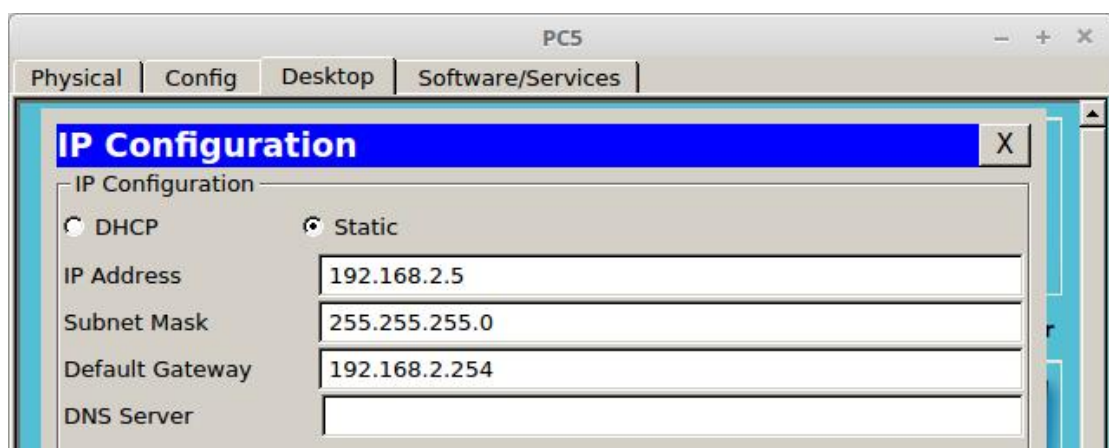 PC5
Physical Config Desktop Software/Services
IP Configuration X
IP Configuration
DHCP Static
IP Address 192.168.2.5
Subnet Mask 255.255.255.0
Default Gateway 192.168.2.254
DNS Server